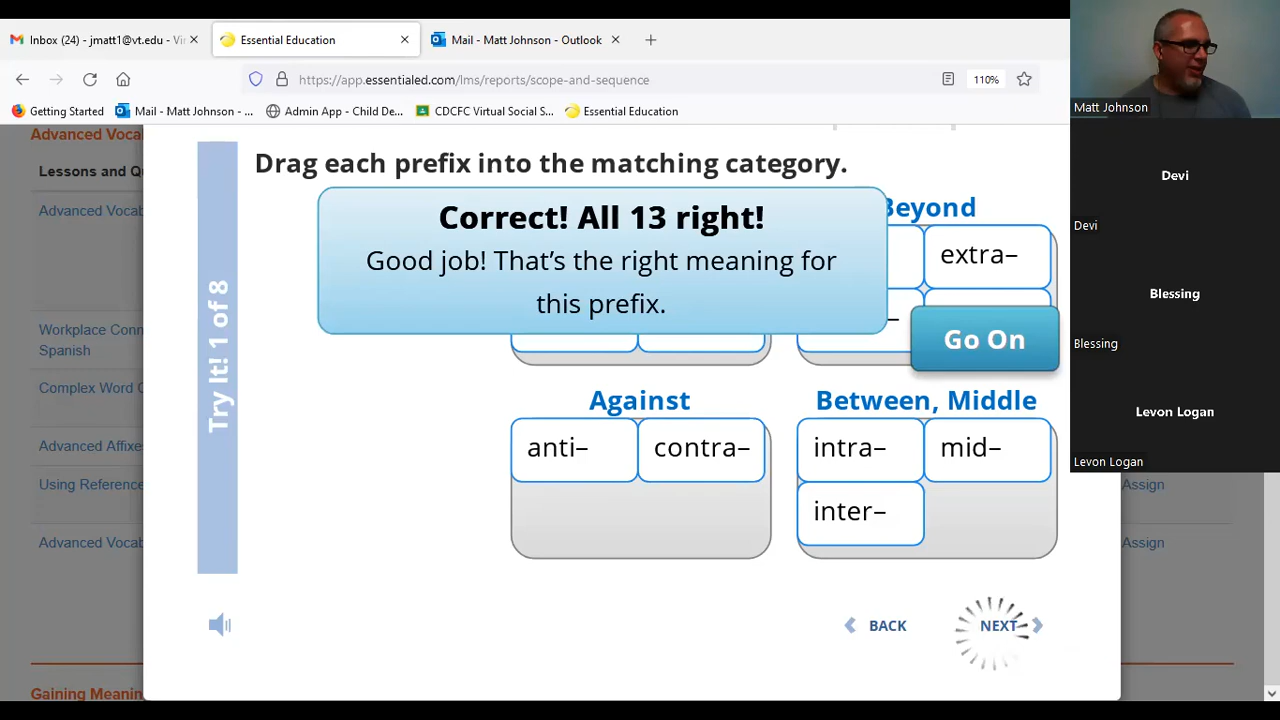 Inbox (24) - jmatt1@vt.edu - Vi
Essential Education
Mail - Matt Johnson - Outlook
https://app.essentialed.com/lms/reports/scope-and-sequence
110%
Getting Started
Mail - Matt Johnson - ...
Admin App - Child De...
CDCFC Virtual Social S...
Essential Education
Matt Johnson
Devi
Devi
Blessing
Blessing
Levon Logan
Levon Logan
Advanced Vocab
Lessons and Qu
Advanced Vocab
Workplace Conn
Spanish
Complex Word C
Advanced Affixes
Using Reference
Advanced Vocab
Gaining Meanin
Assign
Assign
Try It! 1 of 8
Drag each prefix into the matching category.
Correct! All 13 right!
Good job! That's the right meaning for
this prefix.
Beyond
extra–
Go On
Against
anti– contra–
Between, Middle
intra– mid–
inter–
BACK
NEXT